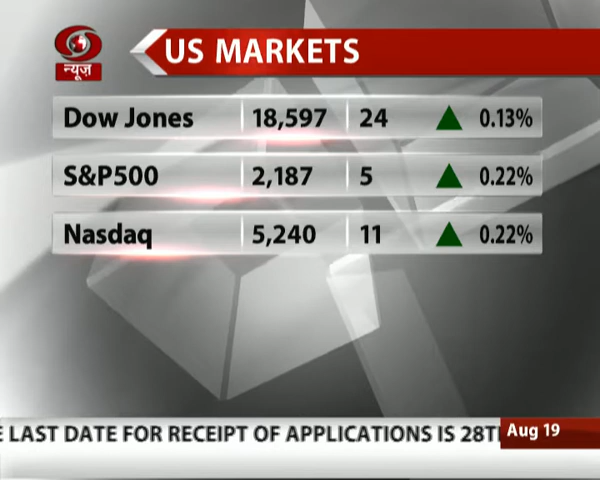 न्यूज़
US MARKETS
Dow Jones 18,597 24 ▲ 0.13%
S&P500 2,187 5 ▲ 0.22%
Nasdaq 5,240 11 ▲ 0.22%
LAST DATE FOR RECEIPT OF APPLICATIONS IS 28T
Aug 19